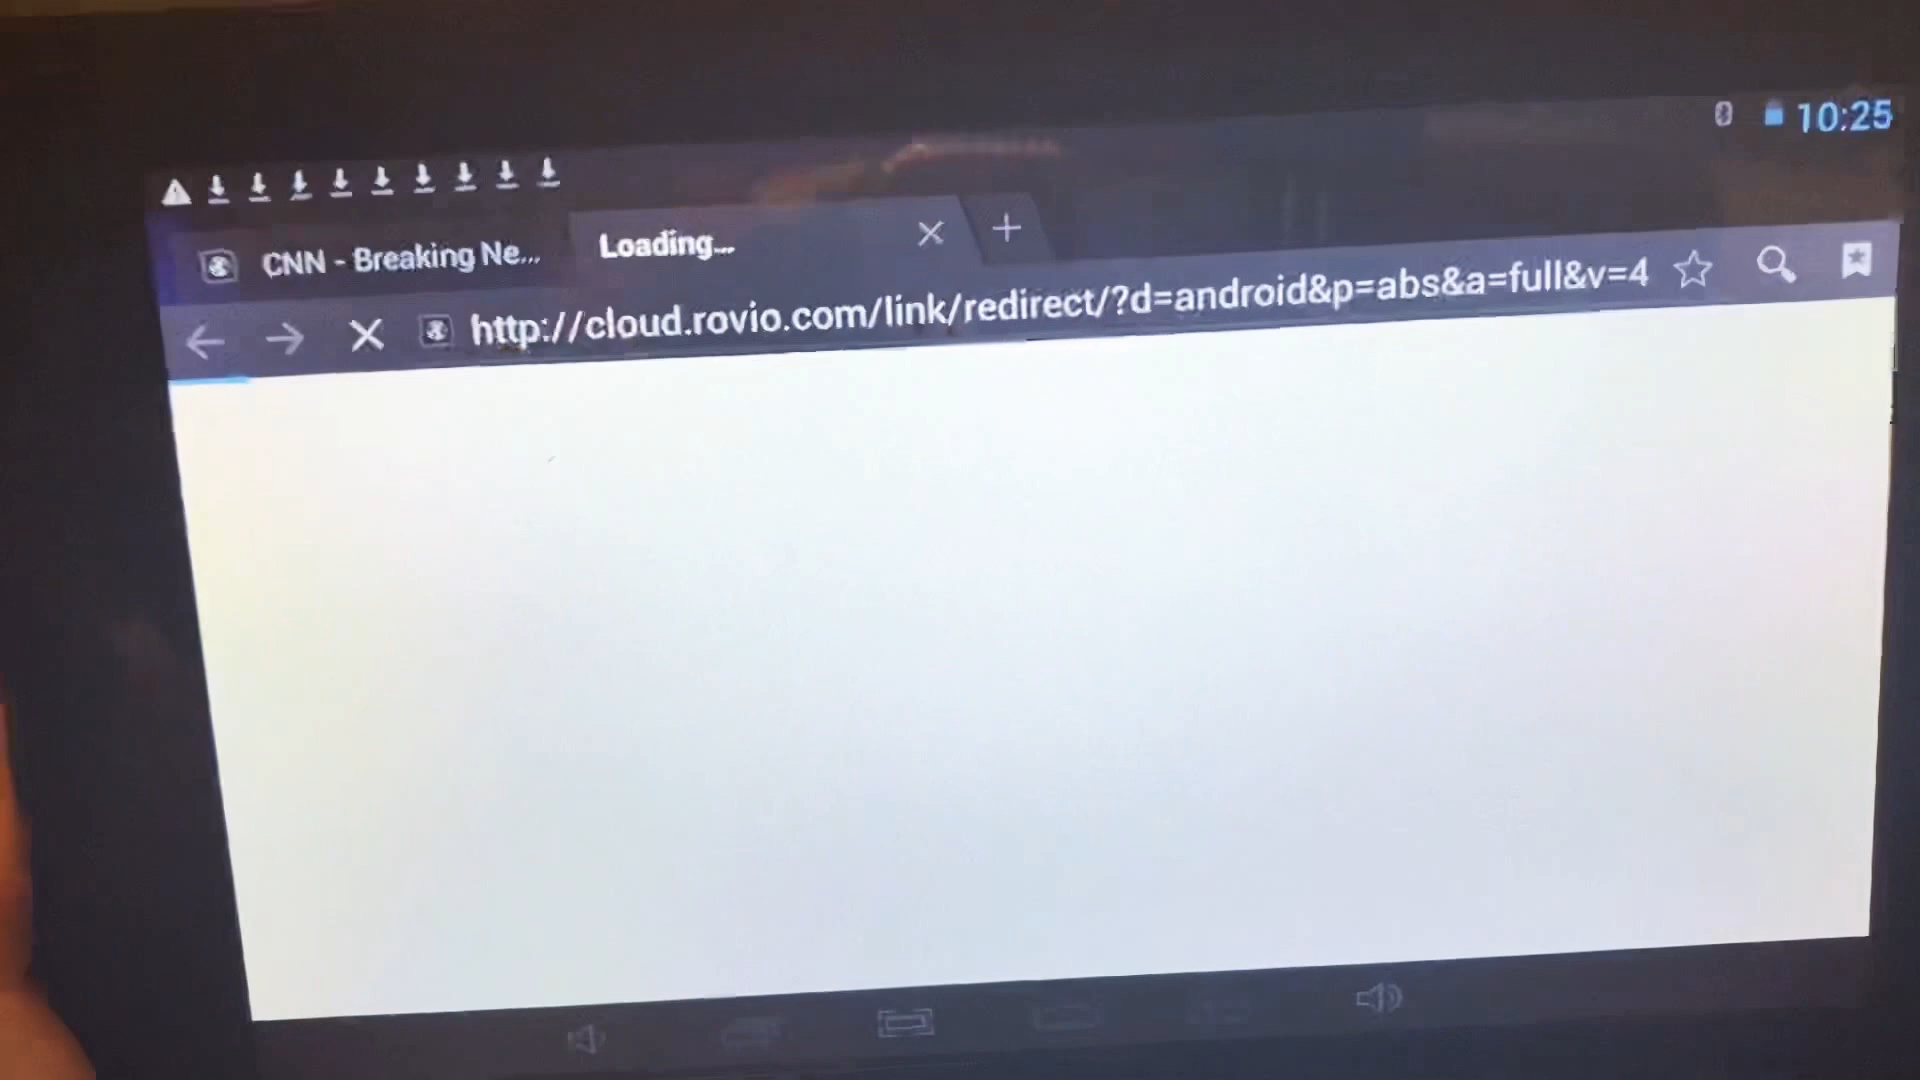 10:25
CNN - Breaking Ne...
Loading...
http://cloud.rovio.com/link/redirect/?d=android&p=abs&a=full&v=4